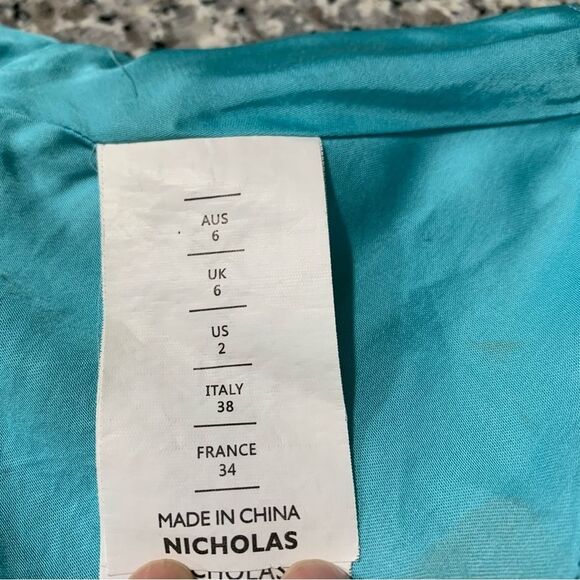 AUS
6
UK
6
US
2
ITALY
38
FRANCE
34
MADE IN CHINA
NICHOLAS